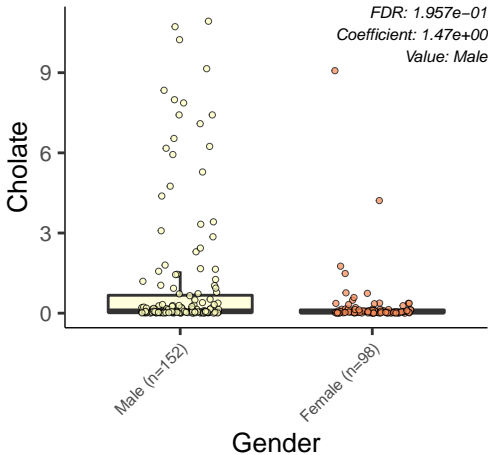 FDR: 1.957e−01
Coefficient: 1.47e+00
Value: Male
9
6
3
0
Cholate
Male (n=152)
Female (n=98)
Gender